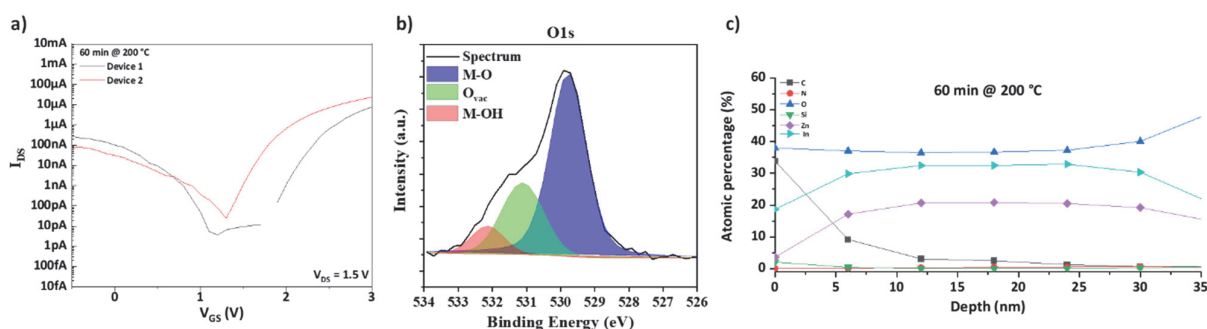 a)
60 min @ 200 °C
Device 1
Device 2
10mA
1mA
100µA
10µA
1µA
100nA
10nA
1nA
100pA
10pA
1pA
100fA
10fA
I_DS
V_DS = 1.5 V
0
1
2
3
V_GS (V)
b)
O1s
Spectrum
M-O
O_vac
M-OH
Intensity (a.u.)
534
533
532
531
530
529
528
527
526
Binding Energy (eV)
c)
60 min @ 200 °C
C
N
O
Si
Zn
In
60
50
40
30
20
10
0
Atomic percentage (%)
0
5
10
15
20
25
30
35
Depth (nm)